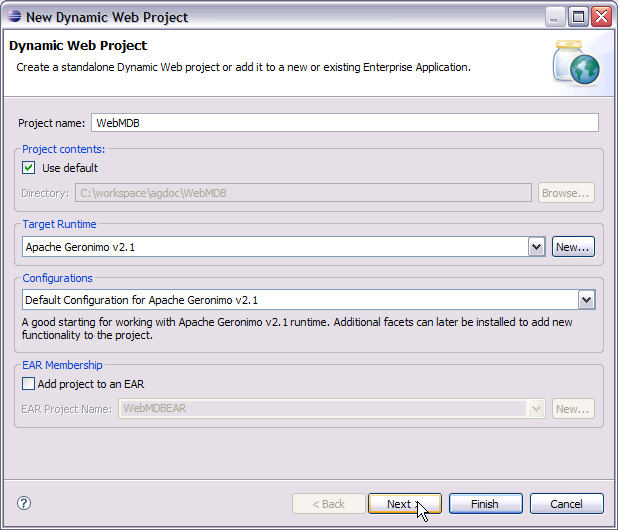 New Dynamic Web Project
Dynamic Web Project
Create a standalone Dynamic Web project or add it to a new or existing Enterprise Application.
Project name: WebMDB
Project contents:
Use default
Directory: C:\workspace\agdoc\WebMDB Browse...
Target Runtime
Apache Geronimo v2.1 New...
Configurations
Default Configuration for Apache Geronimo v2.1
A good starting for working with Apache Geronimo v2.1 runtime. Additional facets can later be installed to add new
functionality to the project.
EAR Membership
Add project to an EAR
EAR Project Name: WebMDBEAR New...
? < Back Next > Finish Cancel